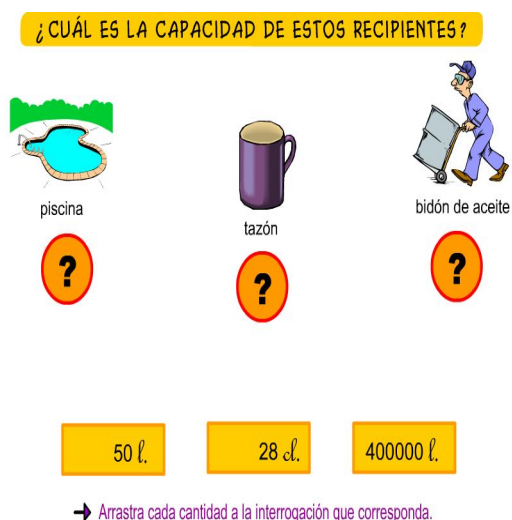 ¿CUÁL ES LA CAPACIDAD DE ESTOS RECIPIENTES?
piscina
tazón
bidón de aceite
?
?
?
50 l.
28 cl.
400000 l.
Arrastra cada cantidad a la interrogación que corresponda.